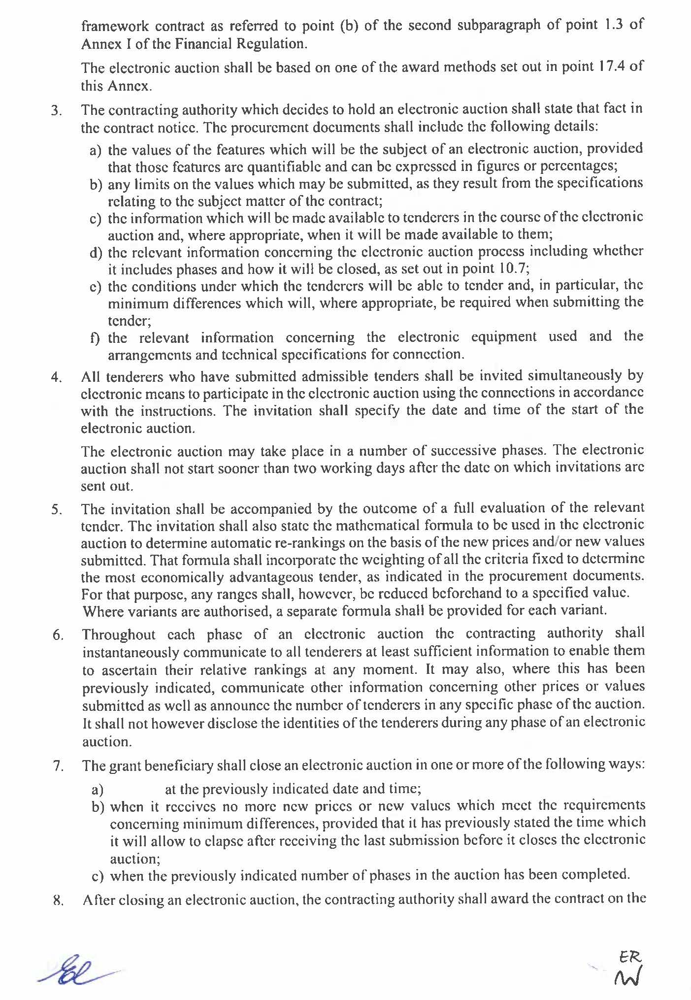 framework contract as referred to point (b) of the second subparagraph of point 1.3 of
Annex I of the Financial Regulation.
The electronic auction shall be based on one of the award methods set out in point 17.4 of
this Annex.
3. The contracting authority which decides to hold an electronic auction shall state that fact in
the contract notice. The procurement documents shall include the following details:
a) the values of the features which will be the subject of an electronic auction, provided
that those features are quantifiable and can be expressed in figures or percentages;
b) any limits on the values which may be submitted, as they result from the specifications
relating to the subject matter of the contract;
c) the information which will be made available to tenderers in the course of the electronic
auction and, where appropriate, when it will be made available to them;
d) the relevant information concerning the electronic auction process including whether
it includes phases and how it will be closed, as set out in point 10.7;
e) the conditions under which the tenderers will be able to tender and, in particular, the
minimum differences which will, where appropriate, be required when submitting the
tender;
f) the relevant information concerning the electronic equipment used and the
arrangements and technical specifications for connection.
4. All tenderers who have submitted admissible tenders shall be invited simultaneously by
electronic means to participate in the electronic auction using the connections in accordance
with the instructions. The invitation shall specify the date and time of the start of the
electronic auction.
The electronic auction may take place in a number of successive phases. The electronic
auction shall not start sooner than two working days after the date on which invitations are
sent out.
5. The invitation shall be accompanied by the outcome of a full evaluation of the relevant
tender. The invitation shall also state the mathematical formula to be used in the electronic
auction to determine automatic re-rankings on the basis of the new prices and/or new values
submitted. That formula shall incorporate the weighting of all the criteria fixed to determine
the most economically advantageous tender, as indicated in the procurement documents.
For that purpose, any ranges shall, however, be reduced beforehand to a specified value.
Where variants are authorised, a separate formula shall be provided for each variant.
6. Throughout each phase of an electronic auction the contracting authority shall
instantaneously communicate to all tenderers at least sufficient information to enable them
to ascertain their relative rankings at any moment. It may also, where this has been
previously indicated, communicate other information concerning other prices or values
submitted as well as announce the number of tenderers in any specific phase of the auction.
It shall not however disclose the identities of the tenderers during any phase of an electronic
auction.
7. The grant beneficiary shall close an electronic auction in one or more of the following ways:
a) at the previously indicated date and time;
b) when it receives no more new prices or new values which meet the requirements
concerning minimum differences, provided that it has previously stated the time which
it will allow to elapse after receiving the last submission before it closes the electronic
auction;
c) when the previously indicated number of phases in the auction has been completed.
8. After closing an electronic auction, the contracting authority shall award the contract on the
ER